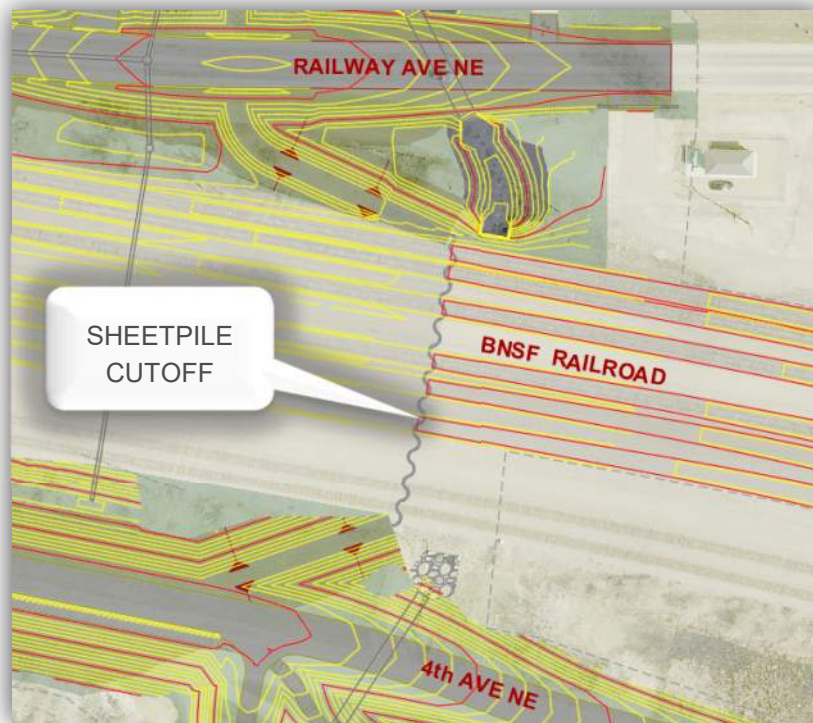 RAILWAY AVE NE
SHEETPILE
CUTOFF
BNSF RAILROAD
4th AVE NE